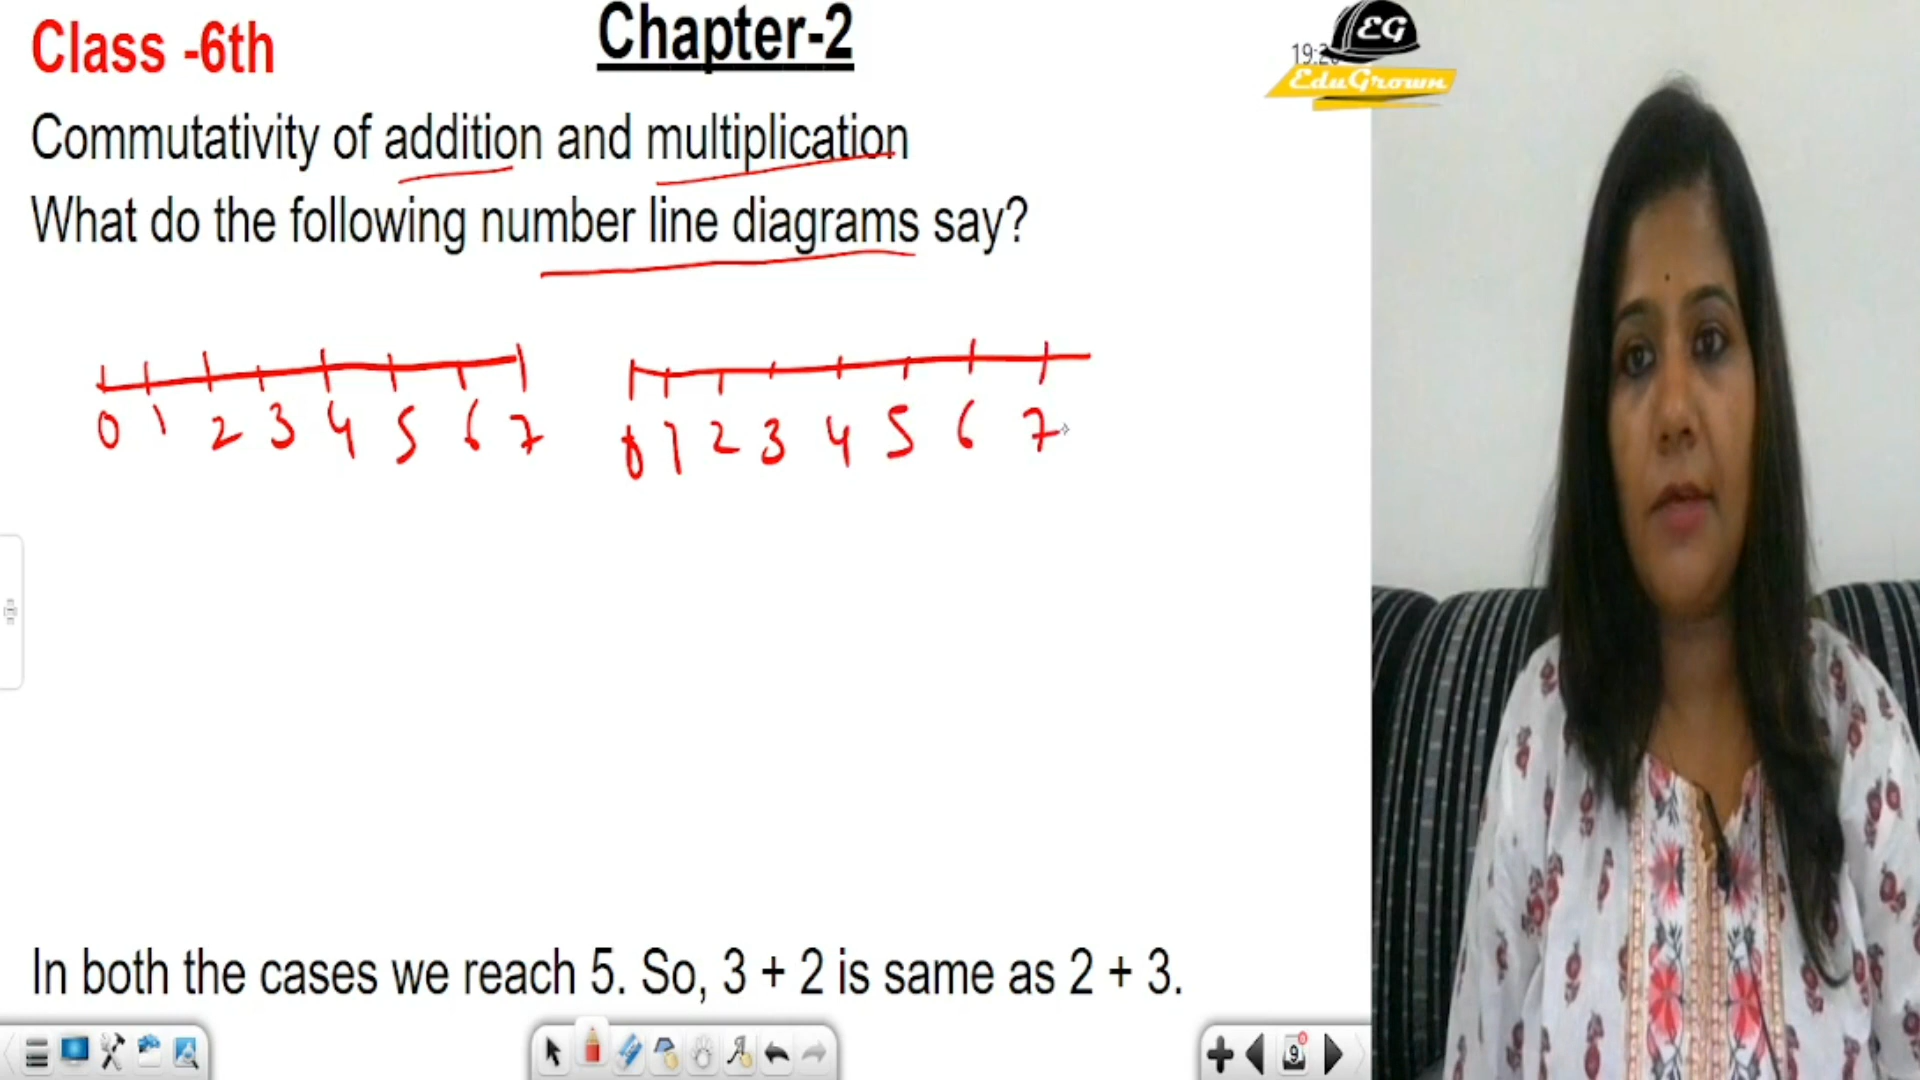 Class -6th
Chapter-2
EG
EduGrown
Commutativity of addition and multiplication
What do the following number line diagrams say?
0 1 2 3 4 5 6 7
0 1 2 3 4 5 6 7
In both the cases we reach 5. So, 3 + 2 is same as 2 + 3.
9